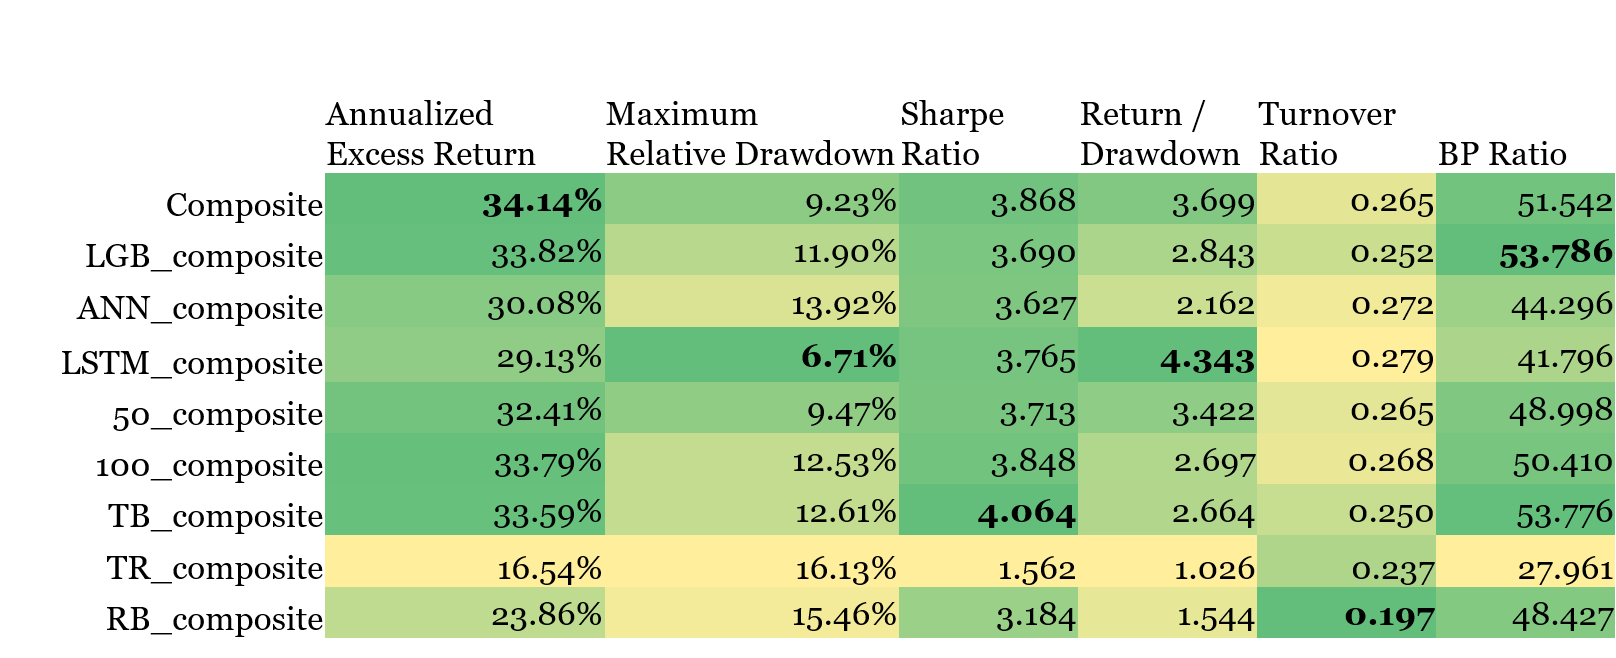 Annualized Maximum Sharpe Return / Turnover
Excess Return Relative Drawdown Ratio Drawdown Ratio BP Ratio
Composite 34.14% 9.23% 3.868 3.699 0.265 51.542
LGB_composite 33.82% 11.90% 3.690 2.843 0.252 53.786
ANN_composite 30.08% 13.92% 3.627 2.162 0.272 44.296
LSTM_composite 29.13% 6.71% 3.765 4.343 0.279 41.796
50_composite 32.41% 9.47% 3.713 3.422 0.265 48.998
100_composite 33.79% 12.53% 3.848 2.697 0.268 50.410
TB_composite 33.59% 12.61% 4.064 2.664 0.250 53.776
TR_composite 16.54% 16.13% 1.562 1.026 0.237 27.961
RB_composite 23.86% 15.46% 3.184 1.544 0.197 48.427